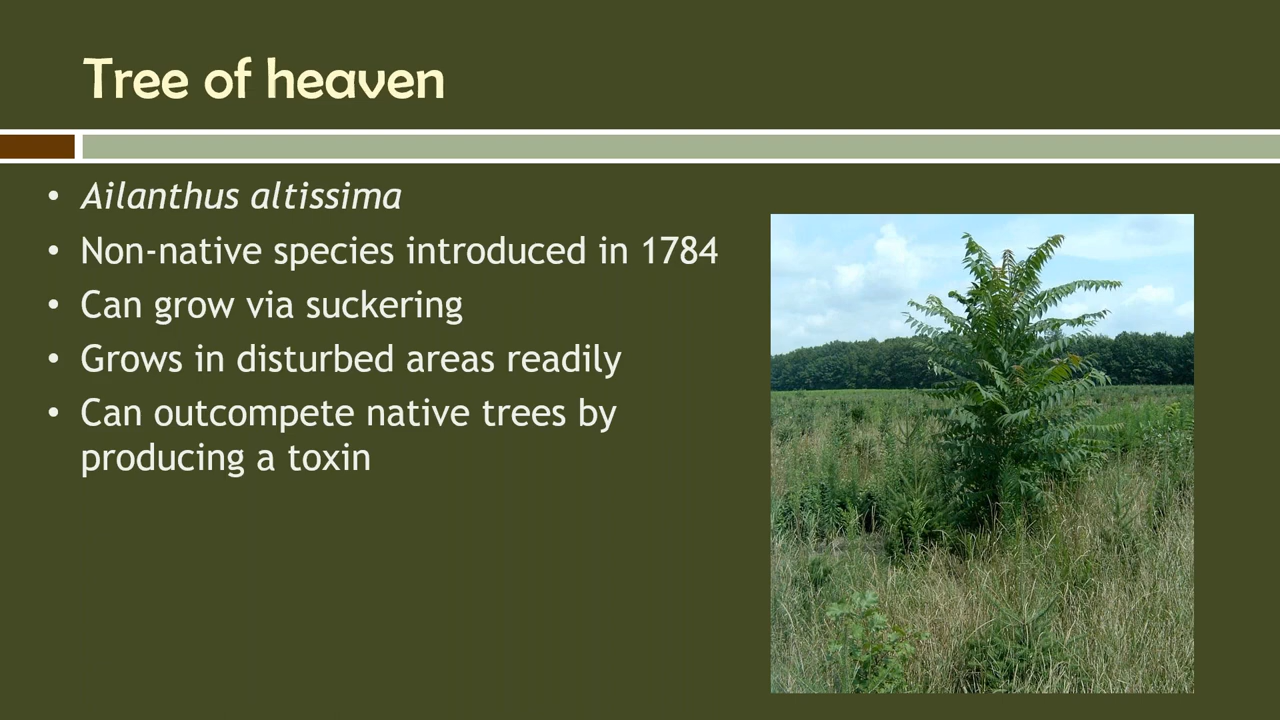 Tree of heaven
• Ailanthus altissima
• Non-native species introduced in 1784
• Can grow via suckering
• Grows in disturbed areas readily
• Can outcompete native trees by
producing a toxin